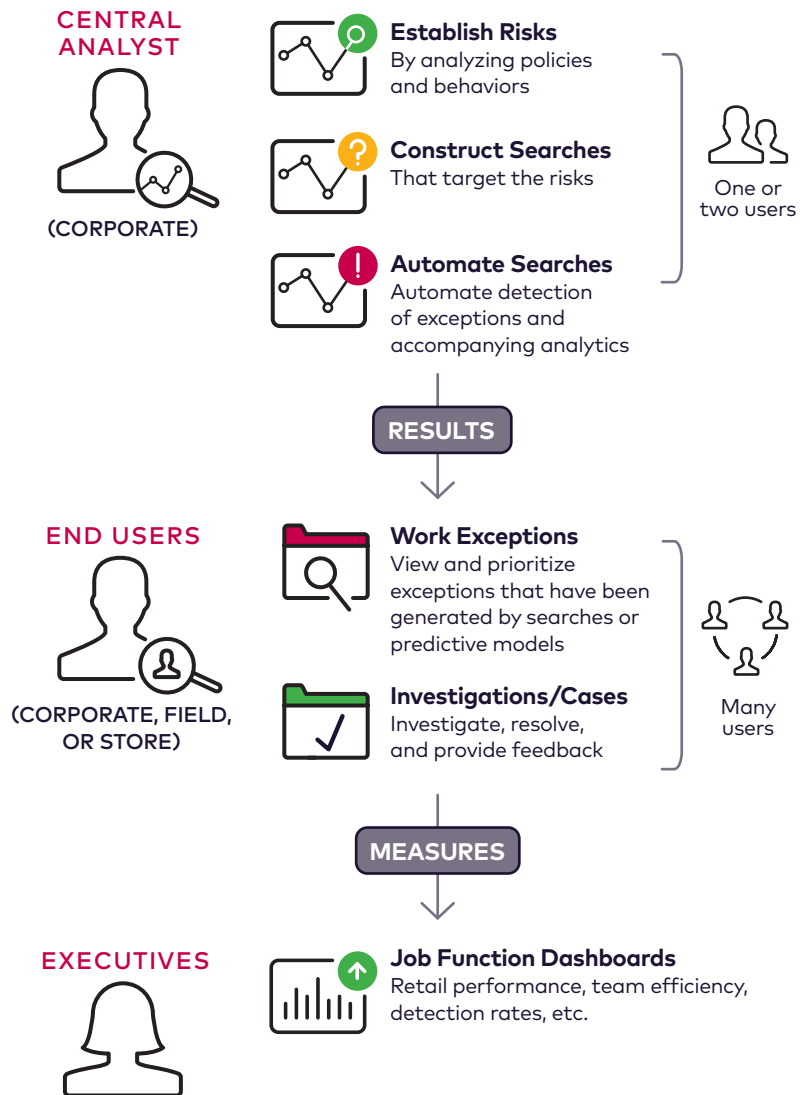 CENTRAL
ANALYST
(CORPORATE)
Establish Risks
By analyzing policies
and behaviors
Construct Searches
That target the risks
Automate Searches
Automate detection
of exceptions and
accompanying analytics
One or
two users
RESULTS
END USERS
(CORPORATE, FIELD,
OR STORE)
Work Exceptions
View and prioritize
exceptions that have been
generated by searches or
predictive models
Investigations/Cases
Investigate, resolve,
and provide feedback
Many
users
MEASURES
EXECUTIVES
Job Function Dashboards
Retail performance, team efficiency,
detection rates, etc.